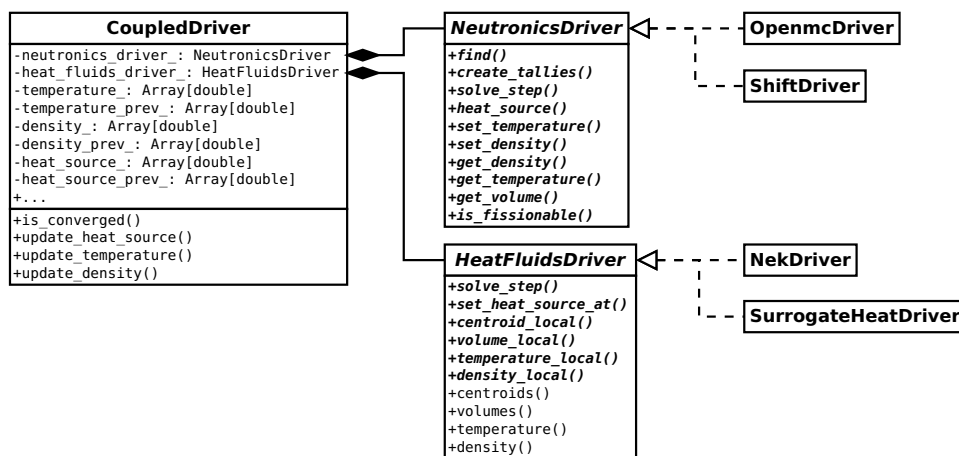 CoupledDriver
-neutronics_driver_: NeutronicsDriver
-heat_fluids_driver_: HeatFluidsDriver
-temperature_: Array[double]
-temperature_prev_: Array[double]
-density_: Array[double]
-density_prev_: Array[double]
-heat_source_: Array[double]
-heat_source_prev_: Array[double]
+...
+is_converged()
+update_heat_source()
+update_temperature()
+update_density()
NeutronicsDriver
+find()
+create_tallies()
+solve_step()
+heat_source()
+set_temperature()
+set_density()
+get_density()
+get_temperature()
+get_volume()
+is_fissionable()
OpenmcDriver
ShiftDriver
HeatFluidsDriver
+solve_step()
+set_heat_source_at()
+centroid_local()
+volume_local()
+temperature_local()
+density_local()
+centroids()
+volumes()
+temperature()
+density()
NekDriver
SurrogateHeatDriver